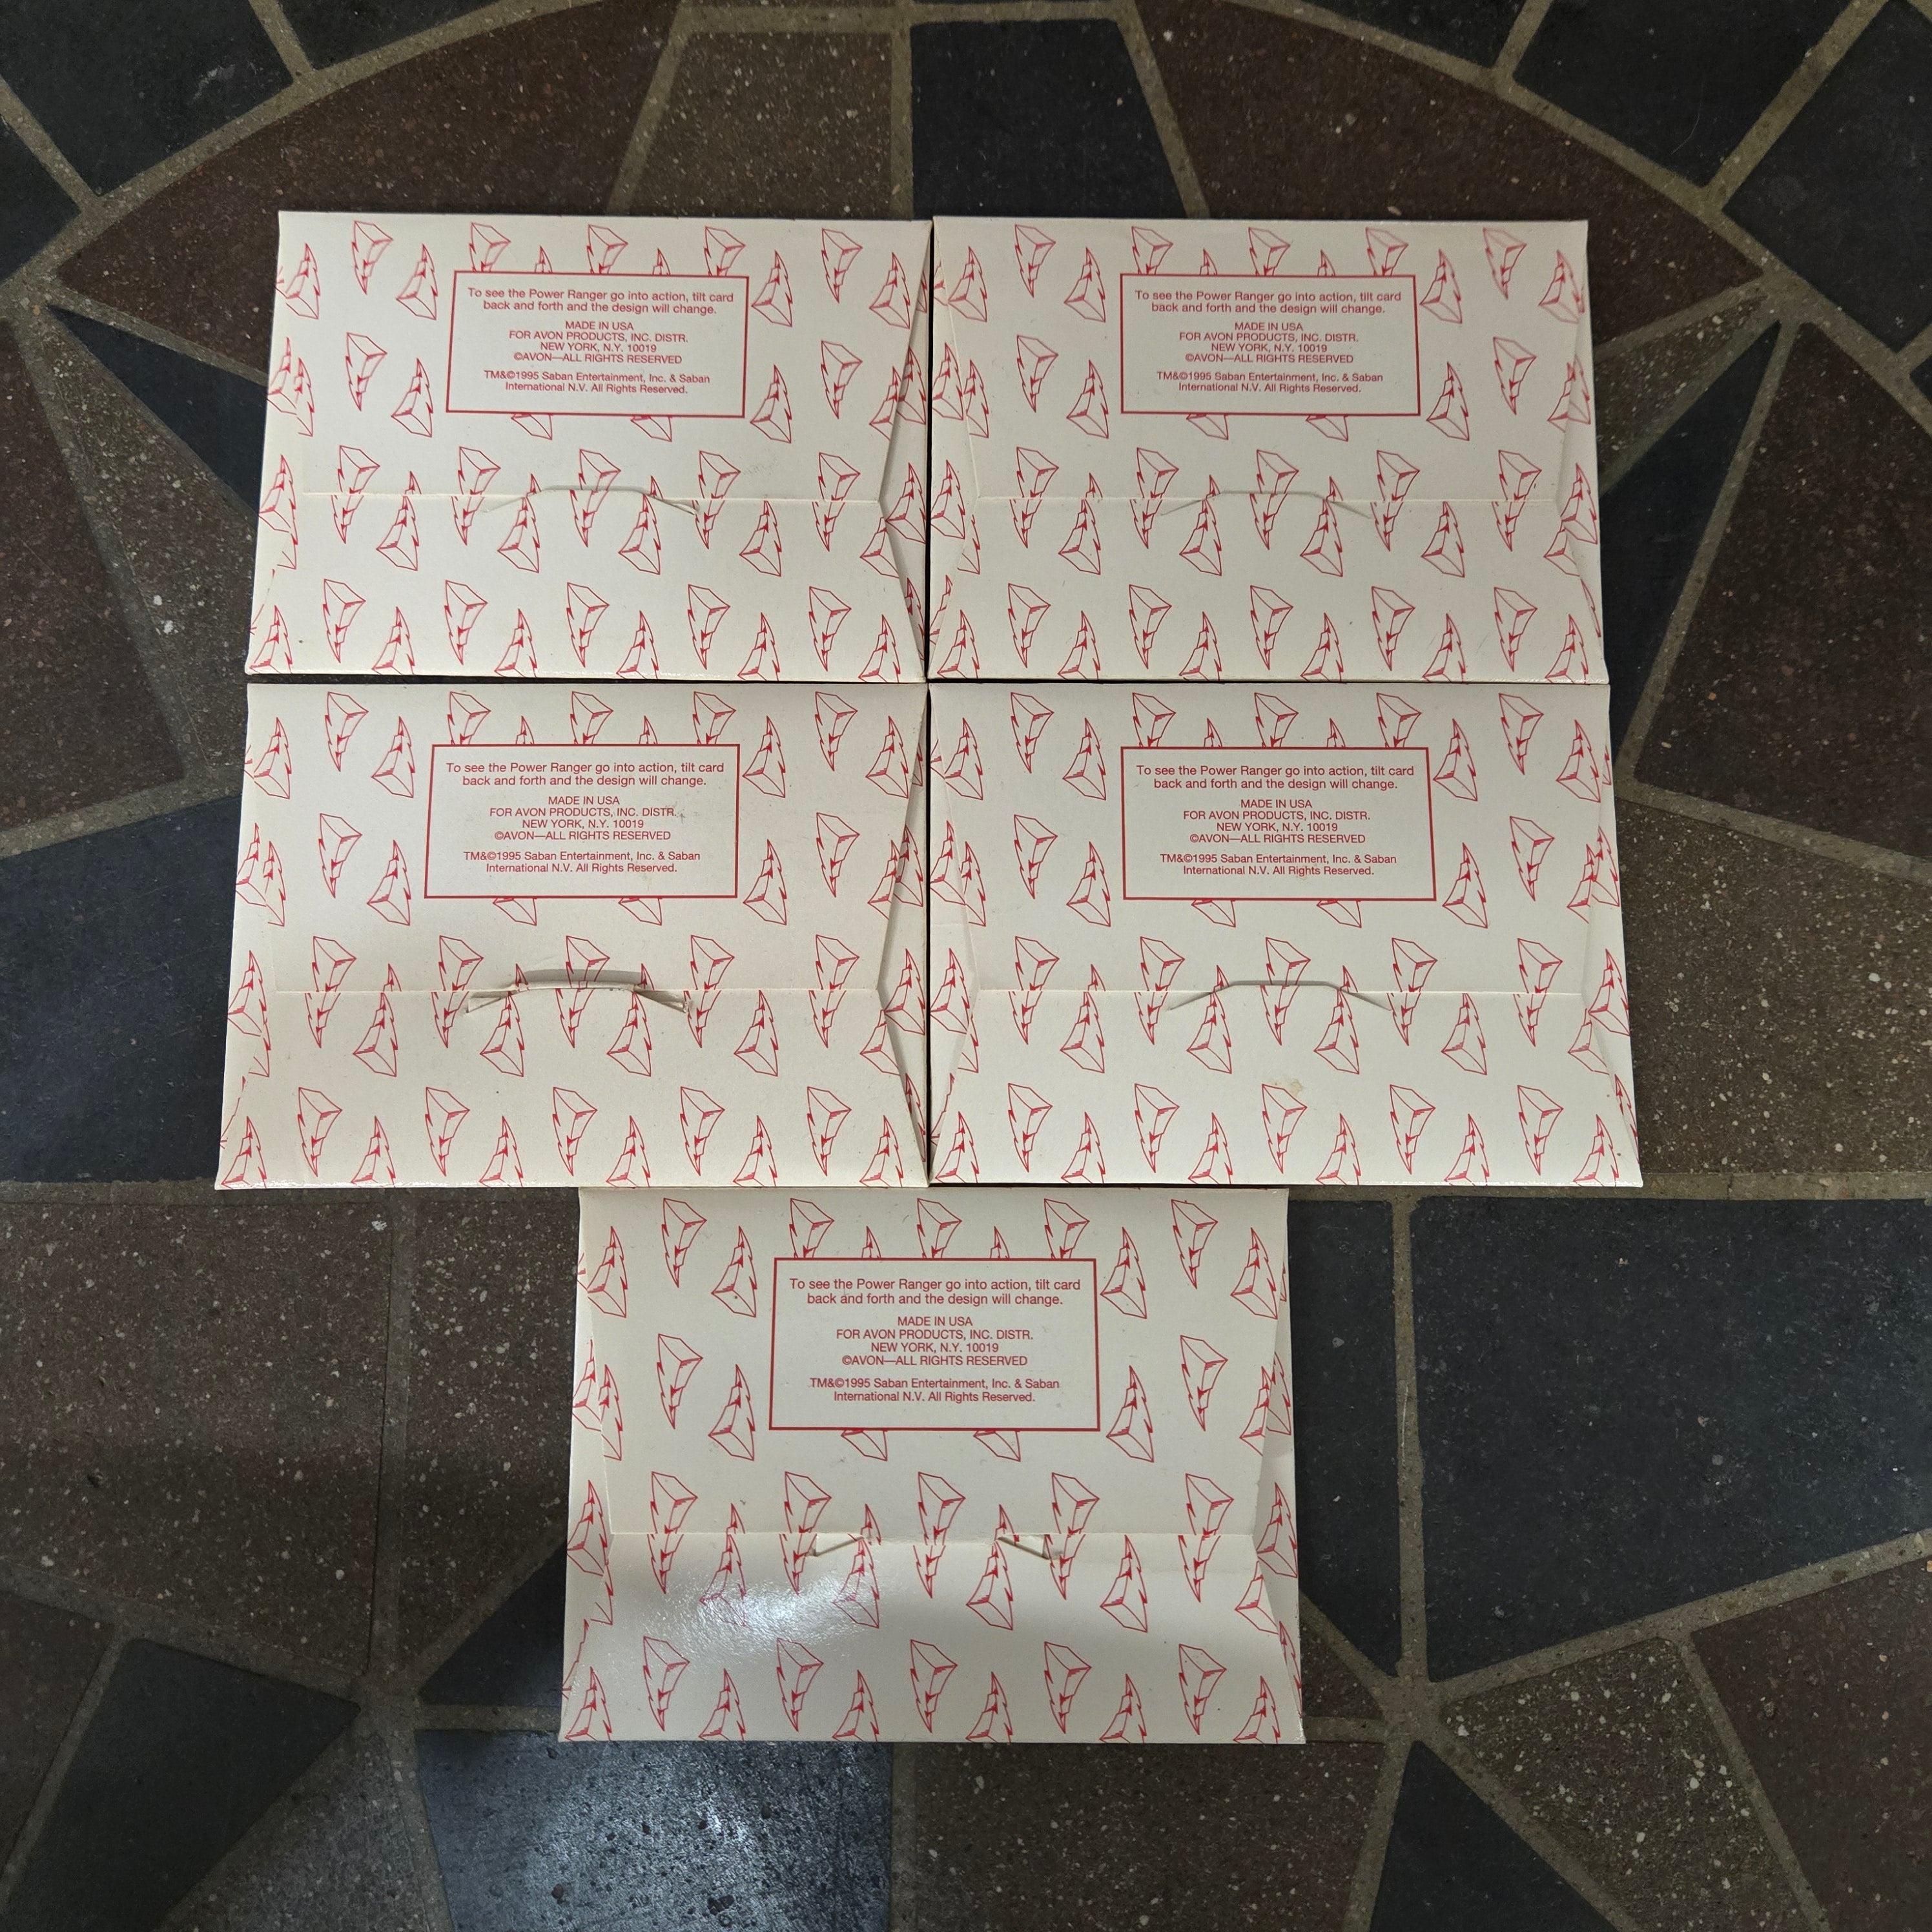 To see the Power Ranger go into action, tilt card
back and forth and the design will change.
MADE IN USA
FOR AVON PRODUCTS, INC. DISTR.
NEW YORK, N.Y. 10019
©AVON—ALL RIGHTS RESERVED
TM&©1995 Saban Entertainment, Inc. & Saban
International N.V. All Rights Reserved.
To see the Power Ranger go into action, tilt card
back and forth and the design will change.
MADE IN USA
FOR AVON PRODUCTS, INC. DISTR.
NEW YORK, N.Y. 10019
©AVON—ALL RIGHTS RESERVED
TM&©1995 Saban Entertainment, Inc. & Saban
International N.V. All Rights Reserved.
To see the Power Ranger go into action, tilt card
back and forth and the design will change.
MADE IN USA
FOR AVON PRODUCTS, INC. DISTR.
NEW YORK, N.Y. 10019
©AVON—ALL RIGHTS RESERVED
TM&©1995 Saban Entertainment, Inc. & Saban
International N.V. All Rights Reserved.
To see the Power Ranger go into action, tilt card
back and forth and the design will change.
MADE IN USA
FOR AVON PRODUCTS, INC. DISTR.
NEW YORK, N.Y. 10019
©AVON—ALL RIGHTS RESERVED
TM&©1995 Saban Entertainment, Inc. & Saban
International N.V. All Rights Reserved.
To see the Power Ranger go into action, tilt card
back and forth and the design will change.
MADE IN USA
FOR AVON PRODUCTS, INC. DISTR.
NEW YORK, N.Y. 10019
©AVON—ALL RIGHTS RESERVED
TM&©1995 Saban Entertainment, Inc. & Saban
International N.V. All Rights Reserved.